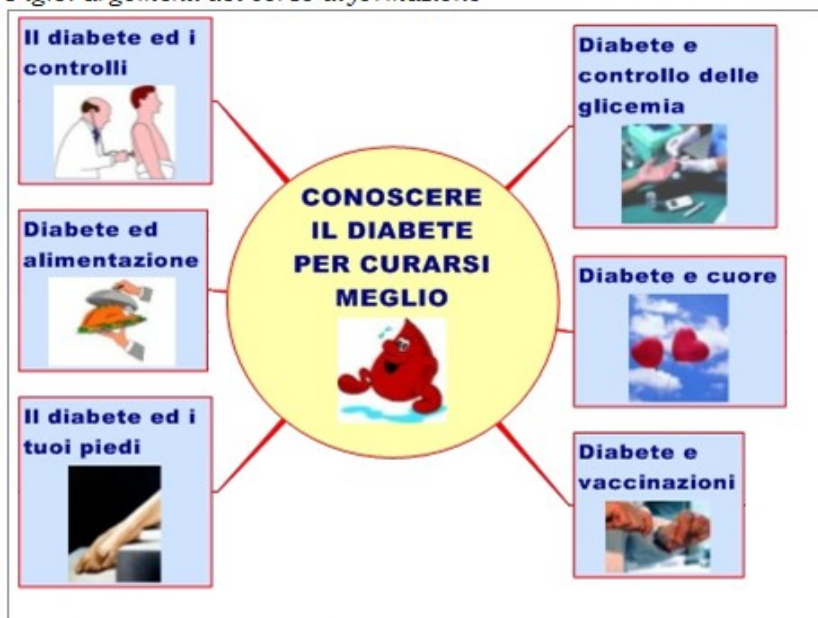 Il diabete ed i
controlli
Diabete ed
alimentazione
Il diabete ed i
tuoi piedi
CONOSCERE
IL DIABETE
PER CURARSI
MEGLIO
Diabete e
controllo delle
glicemia
Diabete e cuore
Diabete e
vaccinazioni